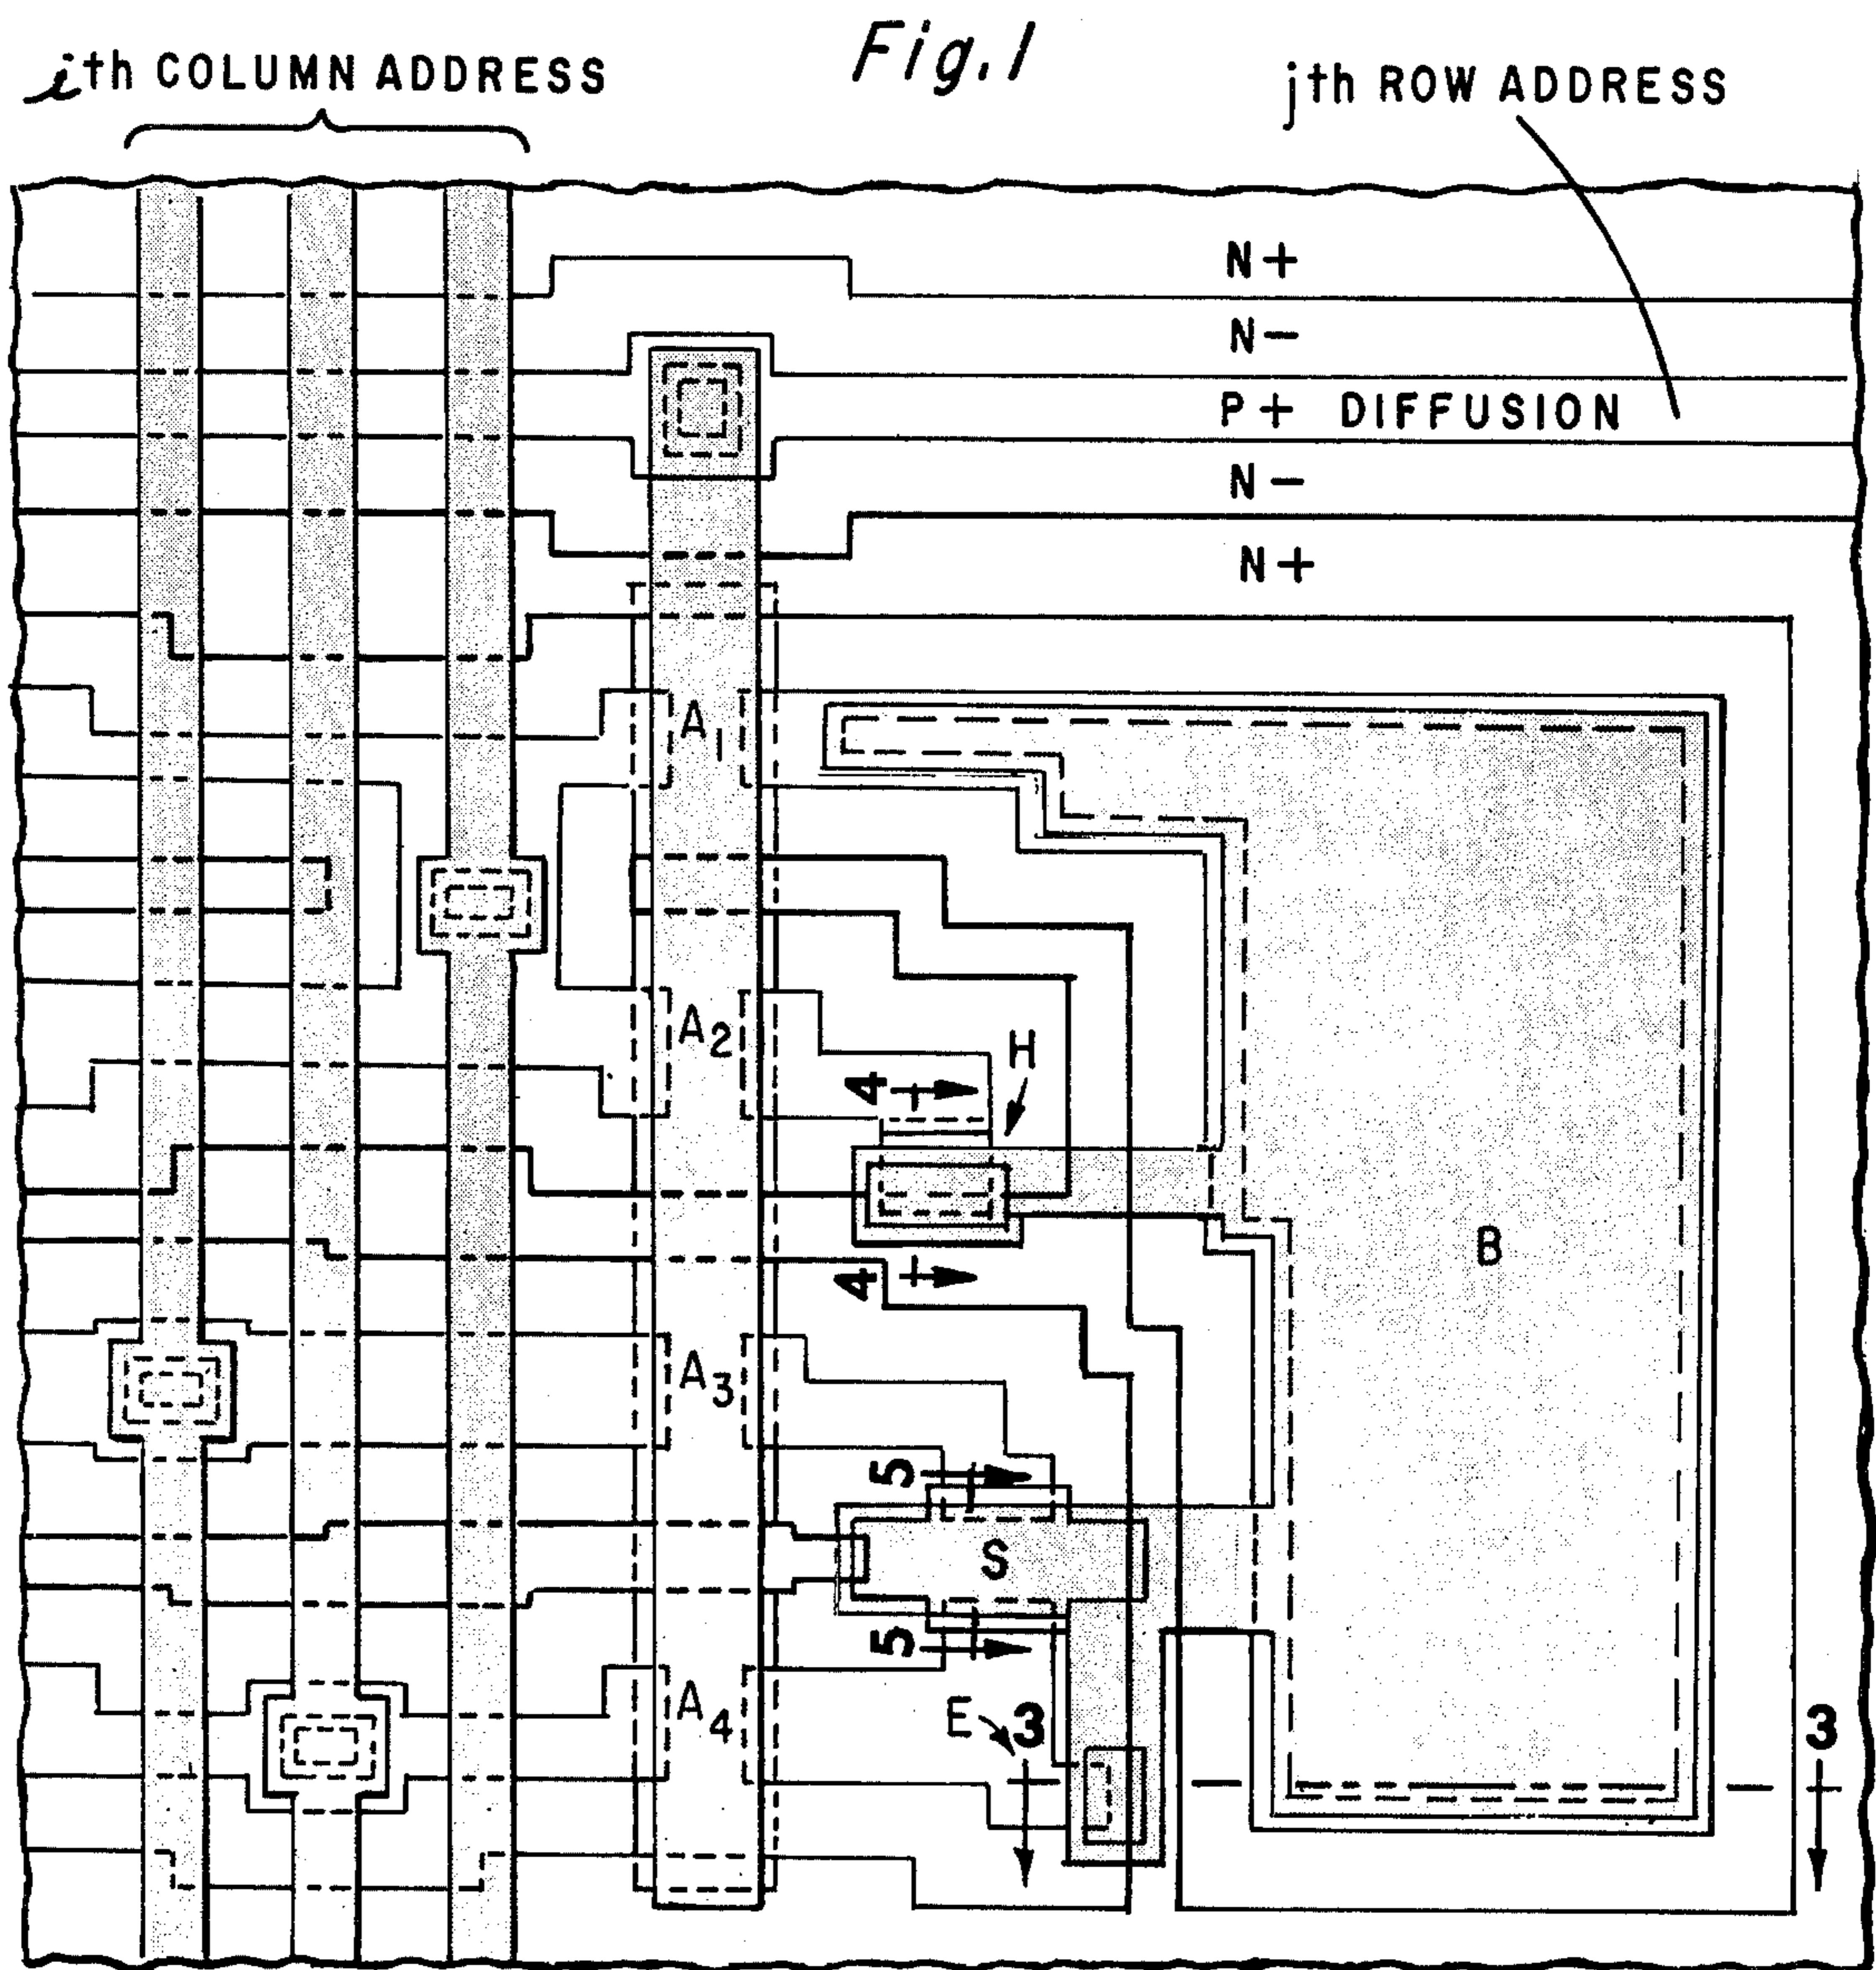 Fig.1
ith COLUMN ADDRESS
jth ROW ADDRESS
N+
N-
P+ DIFFUSION
N-
N+
A1
A2
H
4
B
4
A3
5
S
5
A4
E
3
3